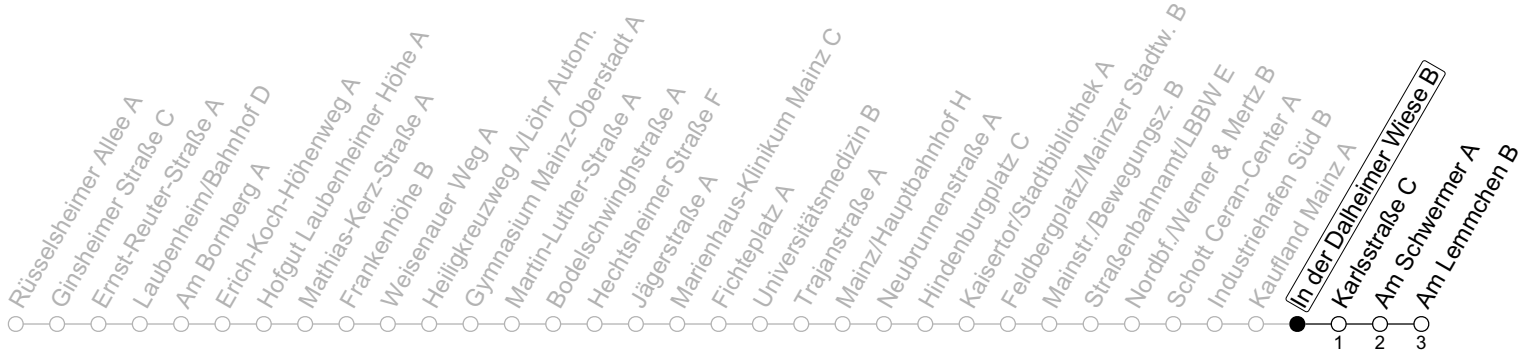 Rüsselsheimer Allee A
Ginsheimer Straße C
Ernst-Reuter-Straße A
Laubenheim/Bahnhof D
Am Bornberg A
Erich-Koch-Höhenweg A
Hofgut Laubenheimer Höhe A
Mathias-Kerz-Straße A
Frankenhöhe B
Weisenauer Weg A
Heiligkreuzweg A/Löhr Autom.
Gymnasium Mainz-Oberstadt A
Martin-Luther-Straße A
Bodelschwinghstraße A
Hechtsheimer Straße F
Jägerstraße A
Marienhaus-Klinikum Mainz C
Fichteplatz A
Universitätsmedizin B
Trajanstraße A
Mainz/Hauptbahnhof H
Neubrunnenstraße A
Hindenburgplatz C
Kaisertor/Stadtbibliothek A
Feldbergplatz/Mainzer Stadtw. B
Mainstr./Bewegungsz. B
Straßenbahnamt/LBBW E
Nordbf./Werner & Mertz B
Schott Ceran-Center A
Industriehafen Süd B
Kaufland Mainz A
In der Dalheimer Wiese B
Karlsstraße C
Am Schwermer A
Am Lemmchen B
1 2 3